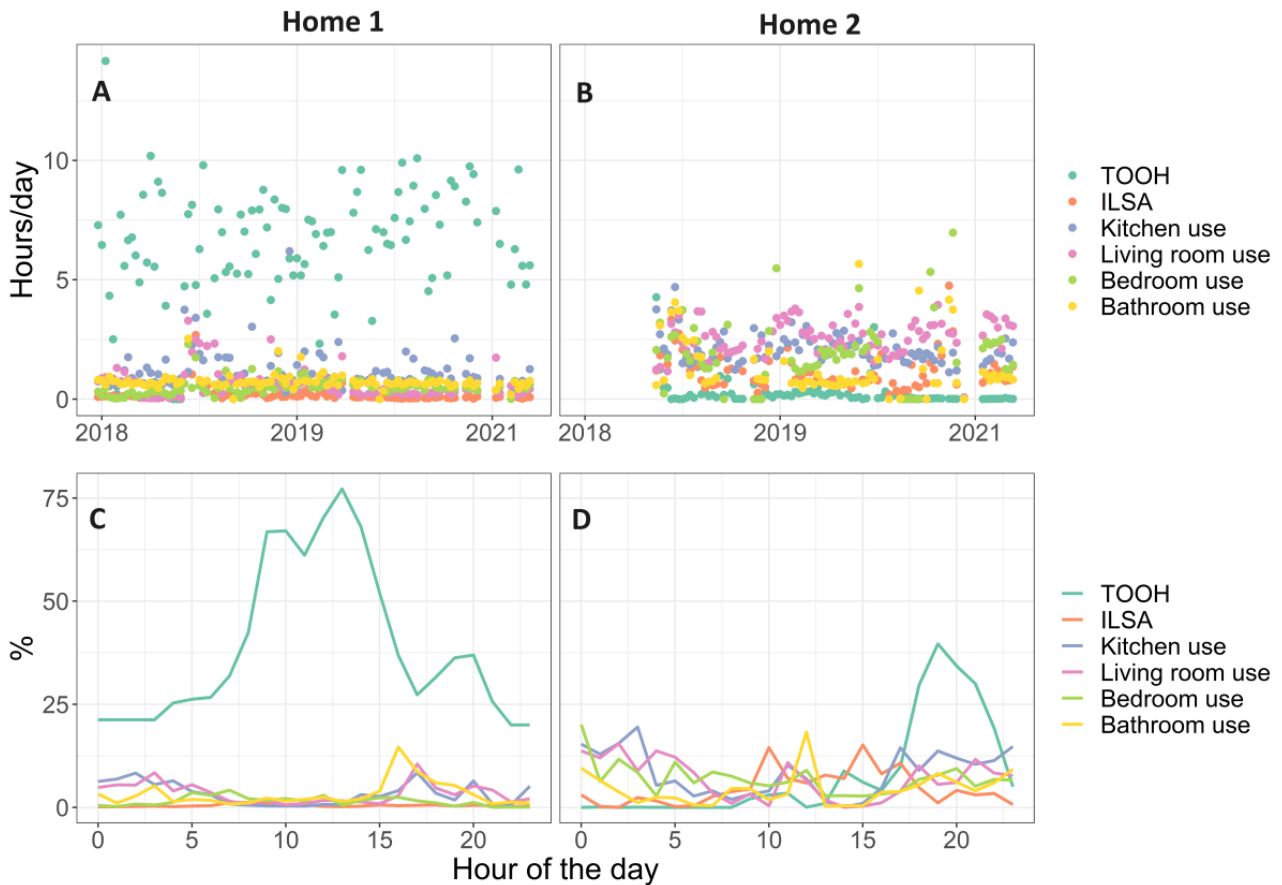 Home 1
Home 2
A
B
Hours/day
10
5
0
2018
2019
2021
2018
2019
2021
TOOH
ILSA
Kitchen use
Living room use
Bedroom use
Bathroom use
C
D
%
75
50
25
0
0
5
10
15
20
0
5
10
15
20
Hour of the day
TOOH
ILSA
Kitchen use
Living room use
Bedroom use
Bathroom use